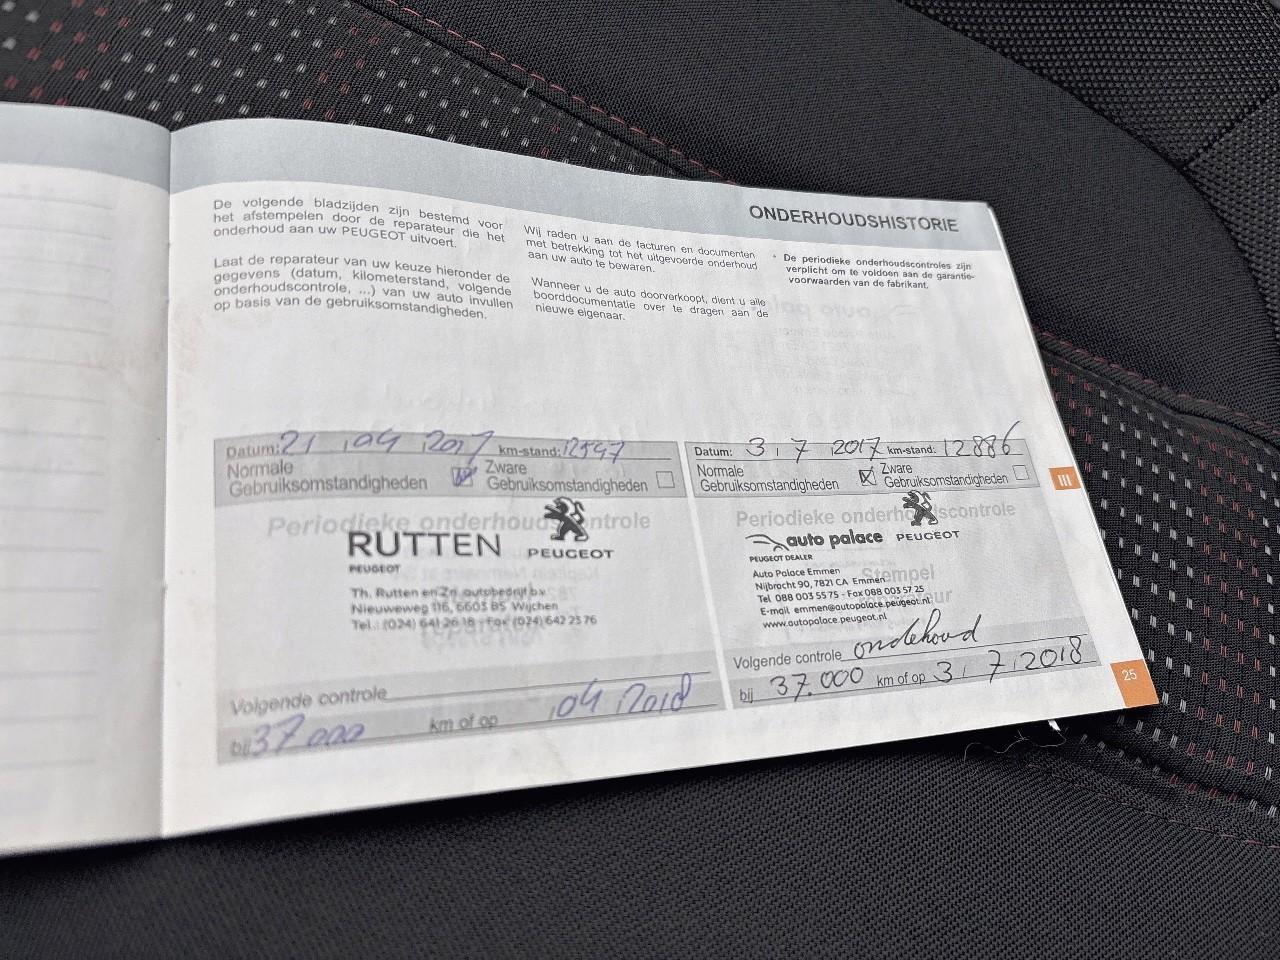 ONDERHOUDSHISTORIE
De volgende bladzijden zijn bestemd voor
het afstempelen door de reparateur die het
onderhoud aan uw PEUGEOT uitvoert.
Laat de reparateur van uw keuze hieronder de
gegevens (datum, kilometerstand, volgende
onderhoudscontrole, ...) van uw auto invullen
op basis van de gebruiksomstandigheden.
Wij raden u aan de facturen en documenten
met betrekking tot het uitgevoerde onderhoud
aan uw auto te bewaren.
Wanneer u de auto doorverkoopt, dient u alle
boorddocumentatie over te dragen aan de
nieuwe eigenaar.
* De periodieke onderhoudscontroles zijn
verplicht om te voldoen aan de garantie-
voorwaarden van de fabrikant.
Datum: 21 04 2017 km-stand: 12597
Normale
Gebruiksomstandigheden
Zware
Gebruiksomstandigheden
Periodieke onderhoudscontrole
RUTTEN
PEUGEOT
PEUGEOT
Th. Rutten en Zn. autobedrijf b.v.
Nieuweweg 116, 6603 BS Wijchen
Tel.: (024) 641 26 18 - Fax (024) 642 23 76
Volgende controle
bij 37000 km of op 04 2018
Datum: 3 7 2017 km-stand: 12886
Normale
Gebruiksomstandigheden
Zware
Gebruiksomstandigheden
Periodieke onderhoudscontrole
auto palace
PEUGEOT
PEUGEOT DEALER
Auto Palace Emmen
Nijbracht 90, 7821 CA Emmen
Stempel
Tel 088 003 55 75 - Fax 088 003 57 25
E-mail emmen@autopalace.peugeot.nl
www.autopalace.peugeot.nl
Volgende controle ondehoud
bij 37.000 km of op 3 7 2018
III
25